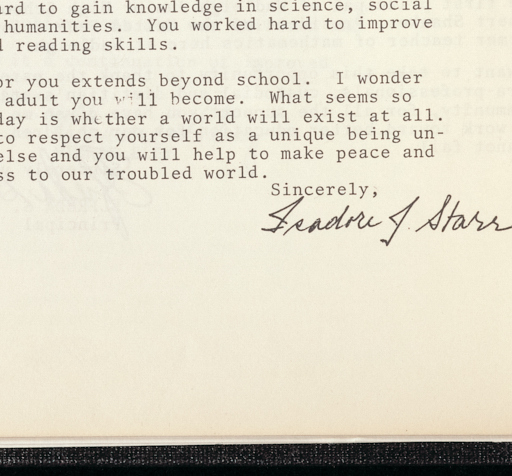 ard to gain knowledge in science, social
humanities. You worked hard to improve
d reading skills.
or you extends beyond school. I wonder
adult you will become. What seems so
day is whether a world will exist at all.
to respect yourself as a unique being un-
else and you will help to make peace and
ss to our troubled world.
Sincerely,
Isadore J. Starr